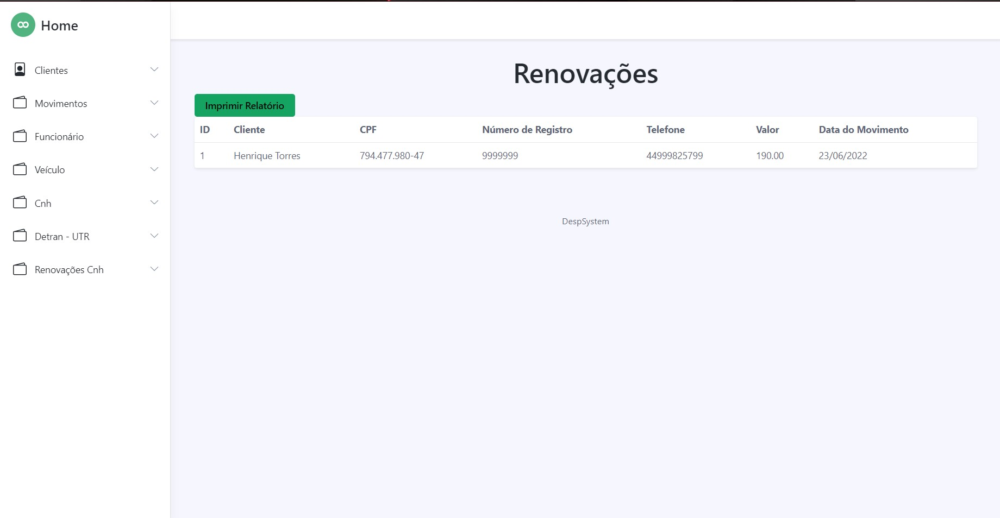 Home
Clientes
Movimentos
Funcionário
Veículo
Cnh
Detran - UTR
Renovações Cnh
Renovações
Imprimir Relatório
ID Cliente CPF Número de Registro Telefone Valor Data do Movimento
1 Henrique Torres 794.477.980-47 9999999 44999825799 190.00 23/06/2022
DespSystem